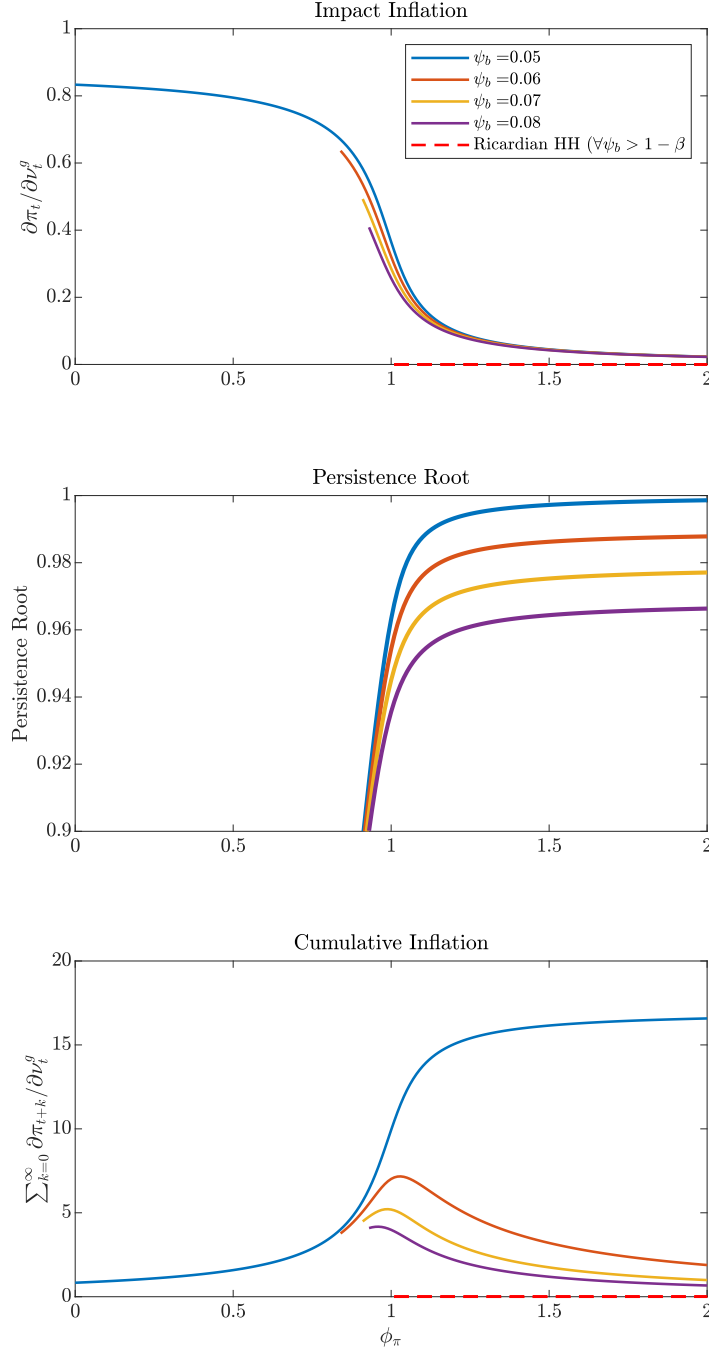 Impact Inflation
1
0.8
0.6
0.4
0.2
0
∂π_t/∂ν_t^g
ψ_b =0.05
ψ_b =0.06
ψ_b =0.07
ψ_b =0.08
Ricardian HH (∀ψ_b > 1 − β
0 0.5 1 1.5 2
Persistence Root
1
0.98
0.96
0.94
0.92
0.9
Persistence Root
0 0.5 1 1.5 2
Cumulative Inflation
20
15
10
5
0
∑_{k=0}^∞ ∂π_{t+k}/∂ν_t^g
0 0.5 1 1.5 2
ϕ_π